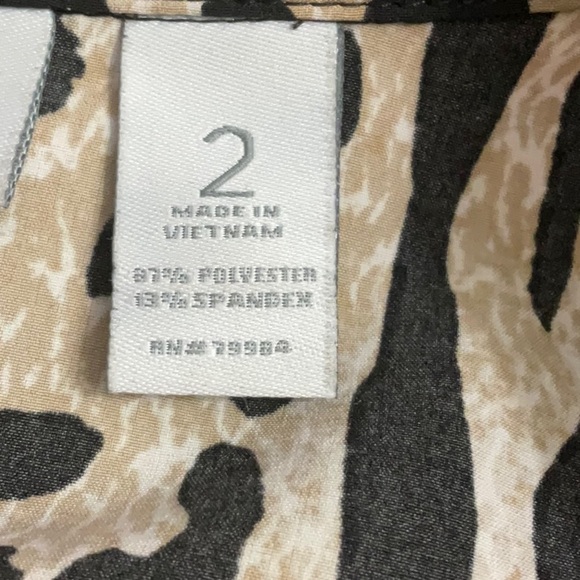 2
MADE IN
VIETNAM
87% POLYESTER
13% SPANDEX
RN# 79984